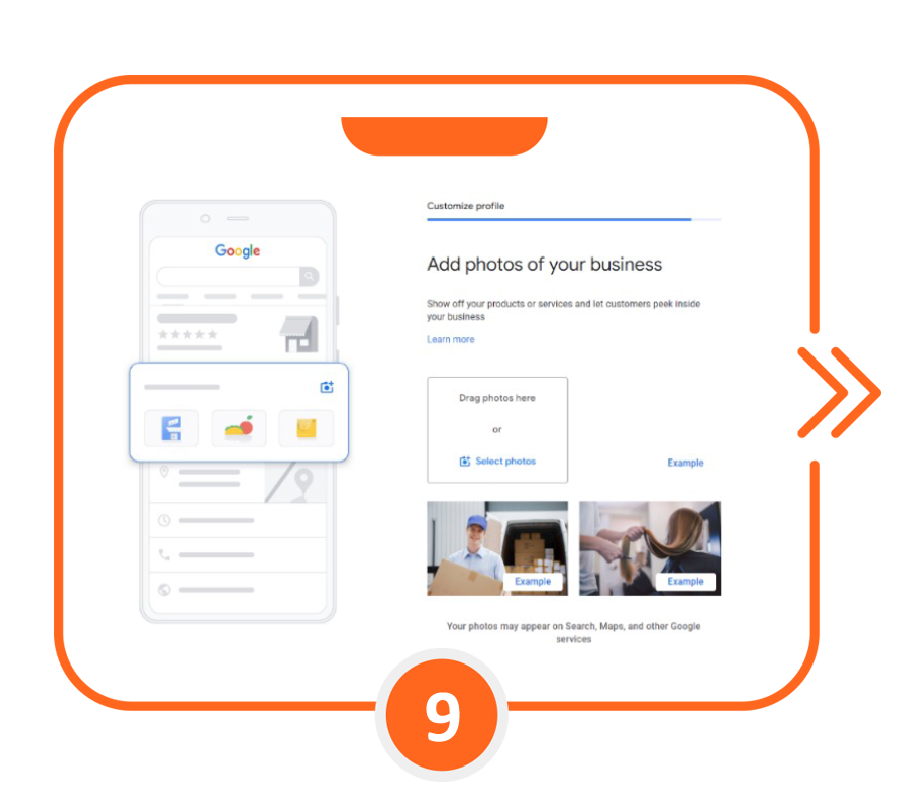 Google
Customize profile
Add photos of your business
Show off your products or services and let customers peek inside
your business
Learn more
Drag photos here
or
Select photos
Example
Example
Example
Your photos may appear on Search, Maps, and other Google
services
9